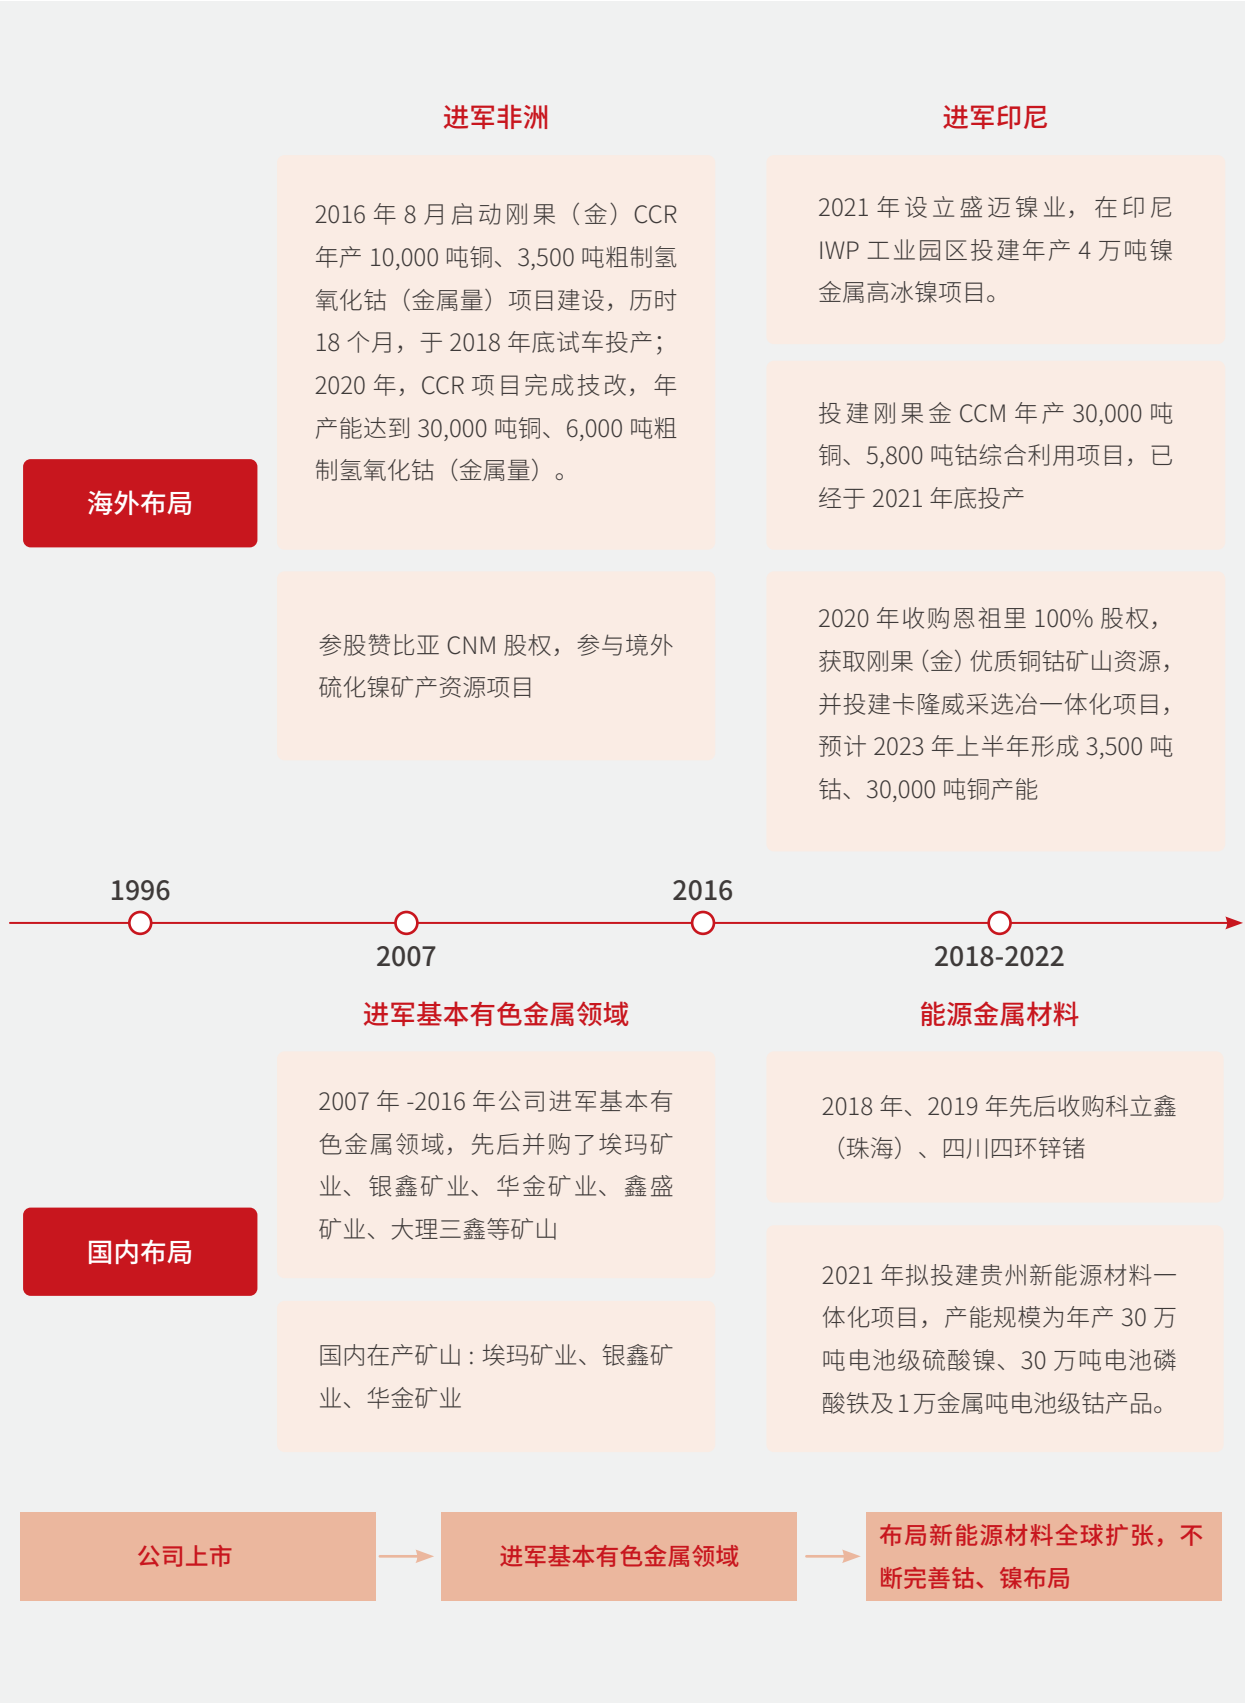 进军非洲
2016 年 8 月启动刚果（金）CCR
年产 10,000 吨铜、3,500 吨粗制氢
氧化钴（金属量）项目建设，历时
18 个月，于 2018 年底试车投产；
2020 年，CCR 项目完成技改，年
产能达到 30,000 吨铜、6,000 吨粗
制氢氧化钴（金属量）。
参股赞比亚 CNM 股权，参与境外
硫化镍矿产资源项目
进军印尼
2021 年设立盛迈镍业，在印尼
IWP 工业园区投建年产 4 万吨镍
金属高冰镍项目。
投建刚果金 CCM 年产 30,000 吨
铜、5,800 吨钴综合利用项目，已
经于 2021 年底投产
2020 年收购恩祖里 100% 股权，
获取刚果（金）优质铜钴矿山资源，
并投建卡隆威采选冶一体化项目，
预计 2023 年上半年形成 3,500 吨
钴、30,000 吨铜产能
海外布局
1996
2007
2016
2018-2022
进军基本有色金属领域
2007 年 -2016 年公司进军基本有
色金属领域，先后并购了埃玛矿
业、银鑫矿业、华金矿业、鑫盛
矿业、大理三鑫等矿山
国内在产矿山 : 埃玛矿业、银鑫矿
业、华金矿业
能源金属材料
2018 年、2019 年先后收购科立鑫
（珠海）、四川四环锌锗
2021 年拟投建贵州新能源材料一
体化项目，产能规模为年产 30 万
吨电池级硫酸镍、30 万吨电池磷
酸铁及 1 万金属吨电池级钴产品。
国内布局
公司上市
进军基本有色金属领域
布局新能源材料全球扩张，不
断完善钴、镍布局